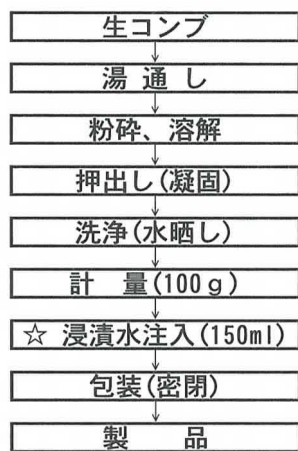 生コンブ
湯 通 し
粉砕、溶解
押出し(凝固)
洗浄(水晒し)
計 量(100g)
☆ 浸漬水注入(150ml)
包装(密閉)
製 品